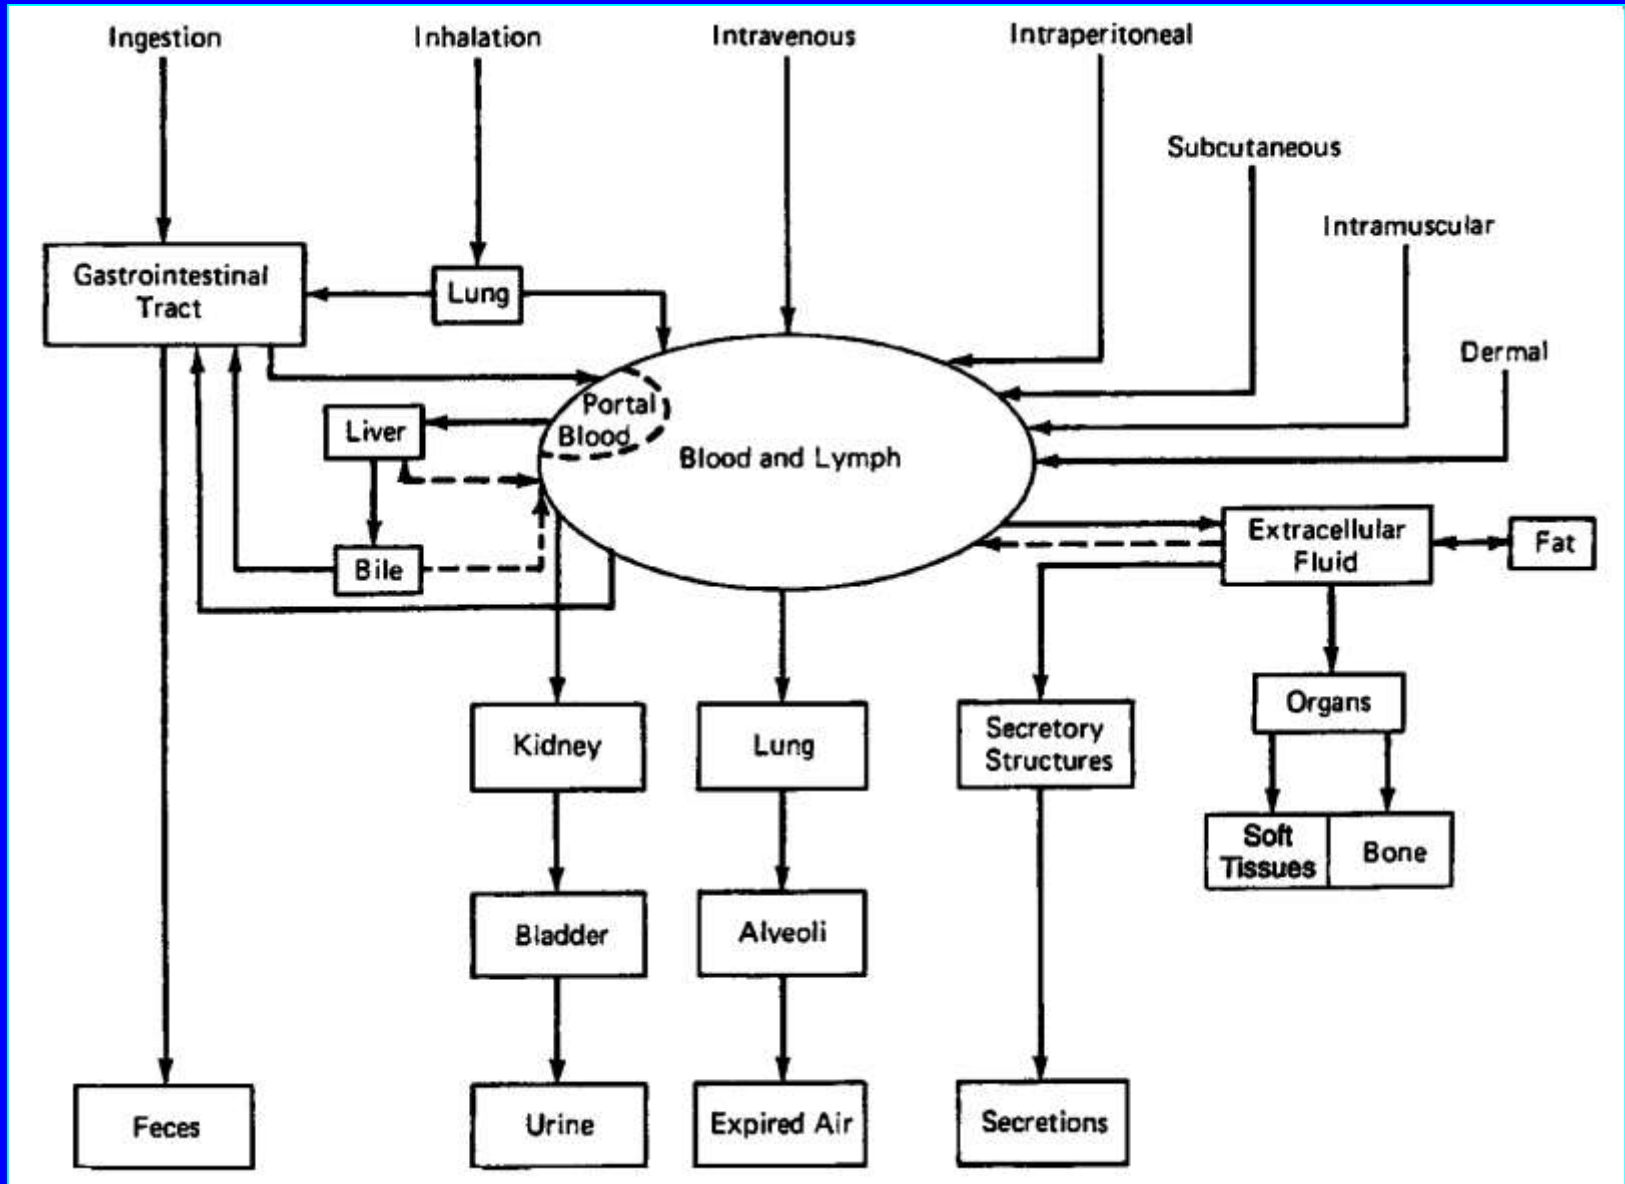 Ingestion
Inhalation
Intravenous
Intraperitoneal
Subcutaneous
Intramuscular
Dermal
Gastrointestinal
Tract
Lung
Portal
Blood
Liver
Blood and Lymph
Bile
Extracellular
Fluid
Fat
Kidney
Lung
Secretory
Structures
Organs
Soft
Tissues
Bone
Bladder
Alveoli
Feces
Urine
Expired Air
Secretions